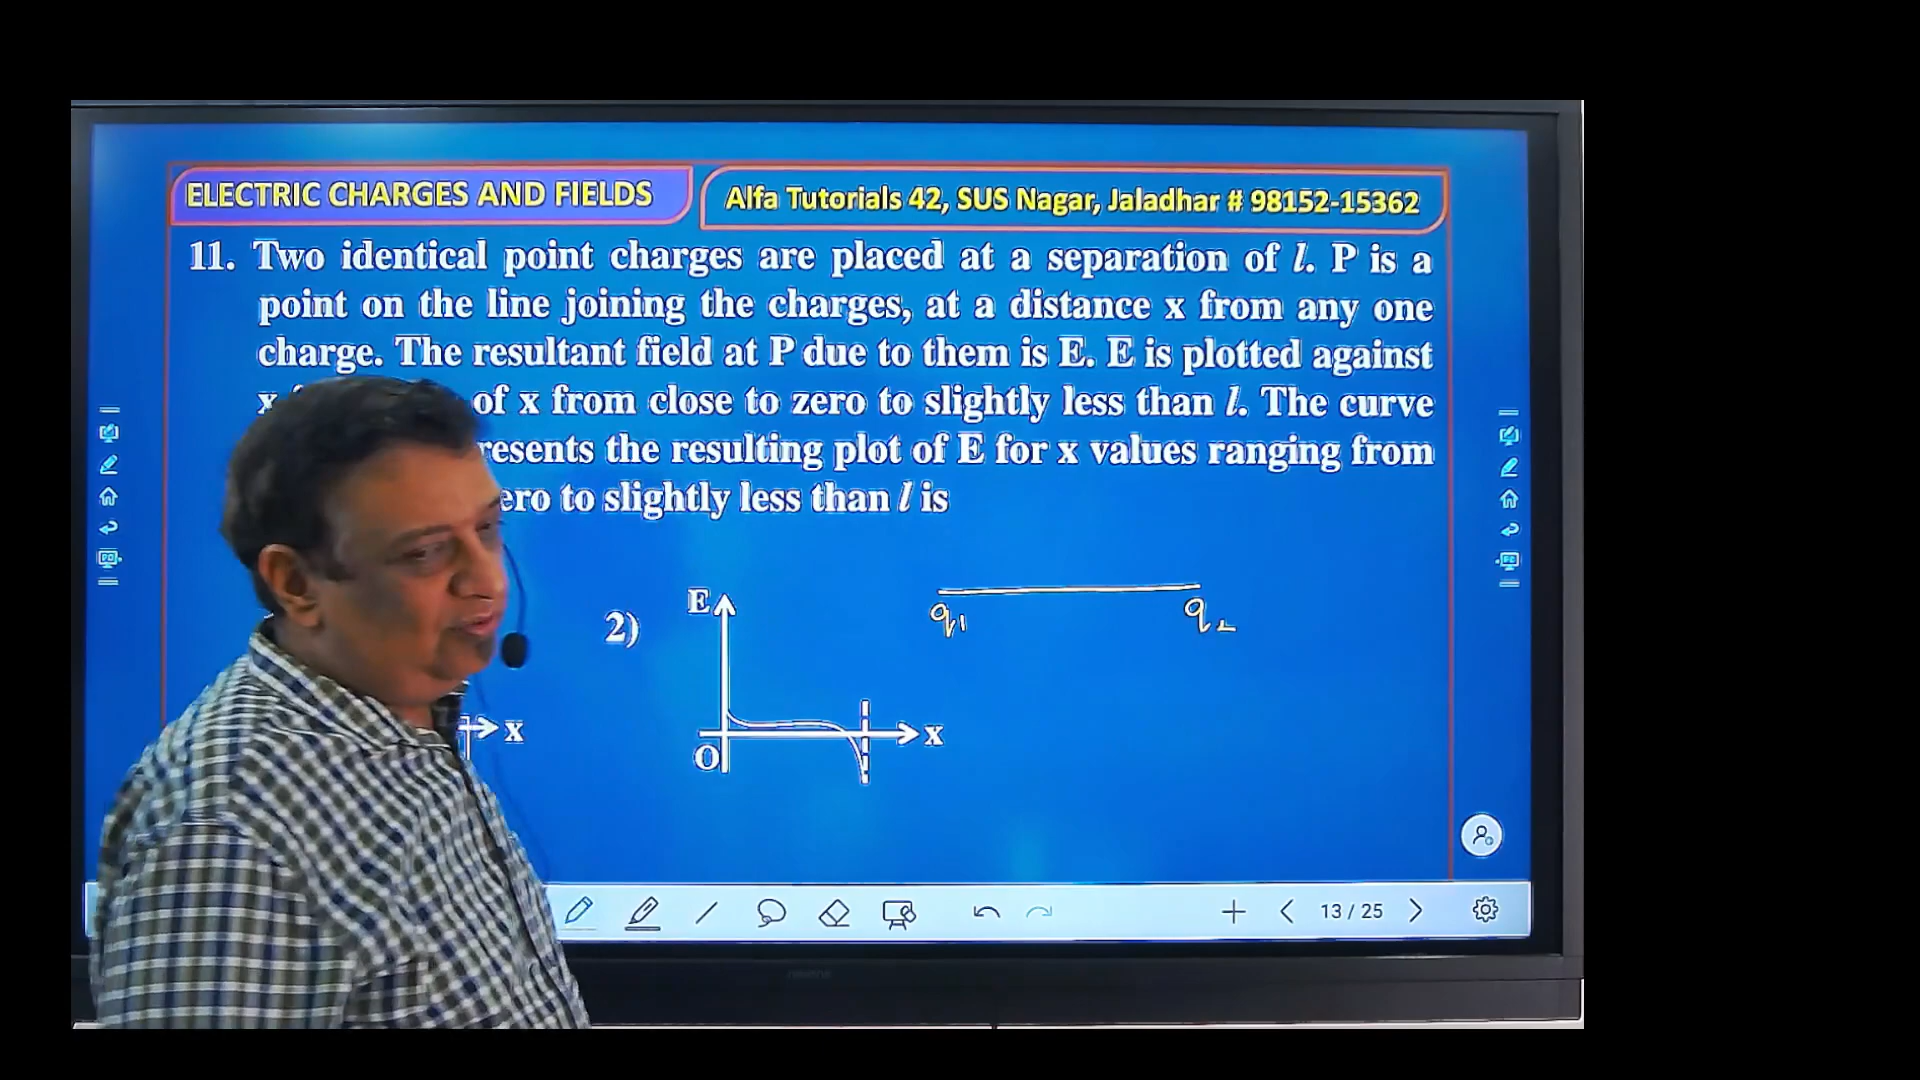 ELECTRIC CHARGES AND FIELDS
Alfa Tutorials 42, SUS Nagar, Jaladhar # 98152-15362
11. Two identical point charges are placed at a separation of l. P is a
point on the line joining the charges, at a distance x from any one
charge. The resultant field at P due to them is E. E is plotted against
x of x from close to zero to slightly less than l. The curve
resents the resulting plot of E for x values ranging from
ero to slightly less than l is
2)
E
q1
q2
x
x
O
13 / 25